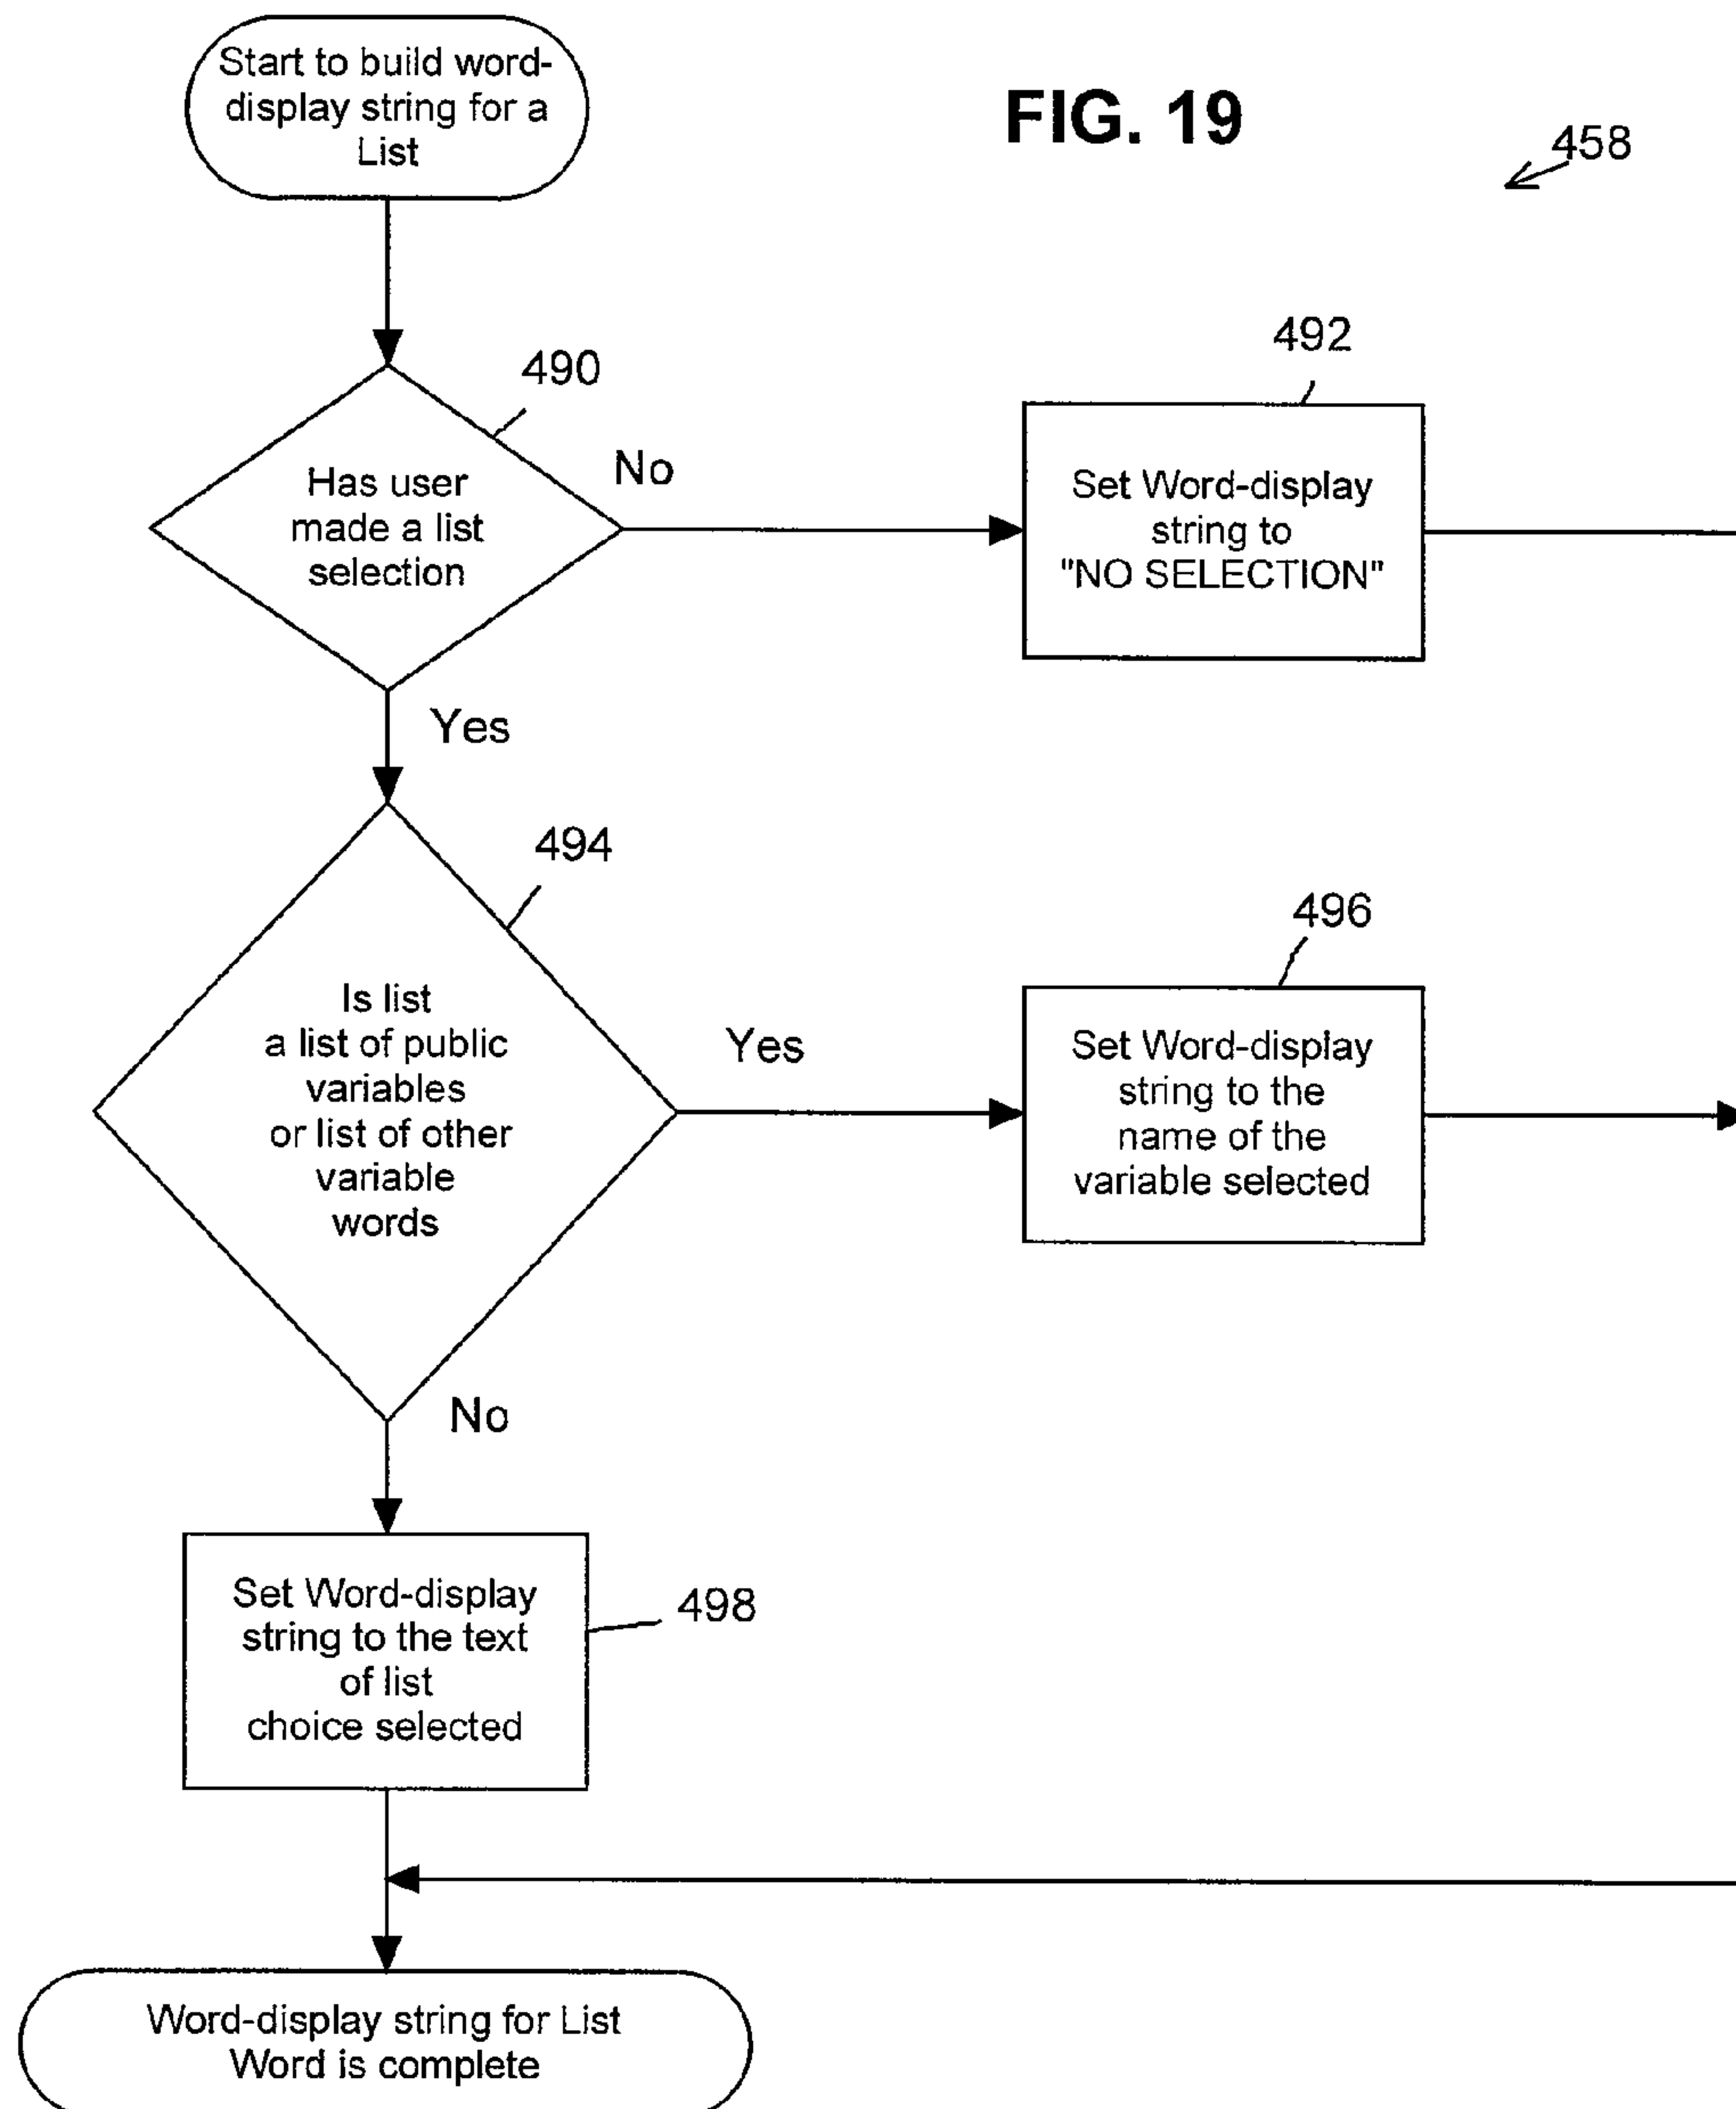 Start to build word-
display string for a
List
FIG. 19
458
490
Has user
made a list
selection
No
492
Set Word-display
string to
"NO SELECTION"
Yes
494
Is list
a list of public
variables
or list of other
variable
words
Yes
496
Set Word-display
string to the
name of the
variable selected
No
Set Word-display
string to the text
of list
choice selected
498
Word-display string for List
Word is complete